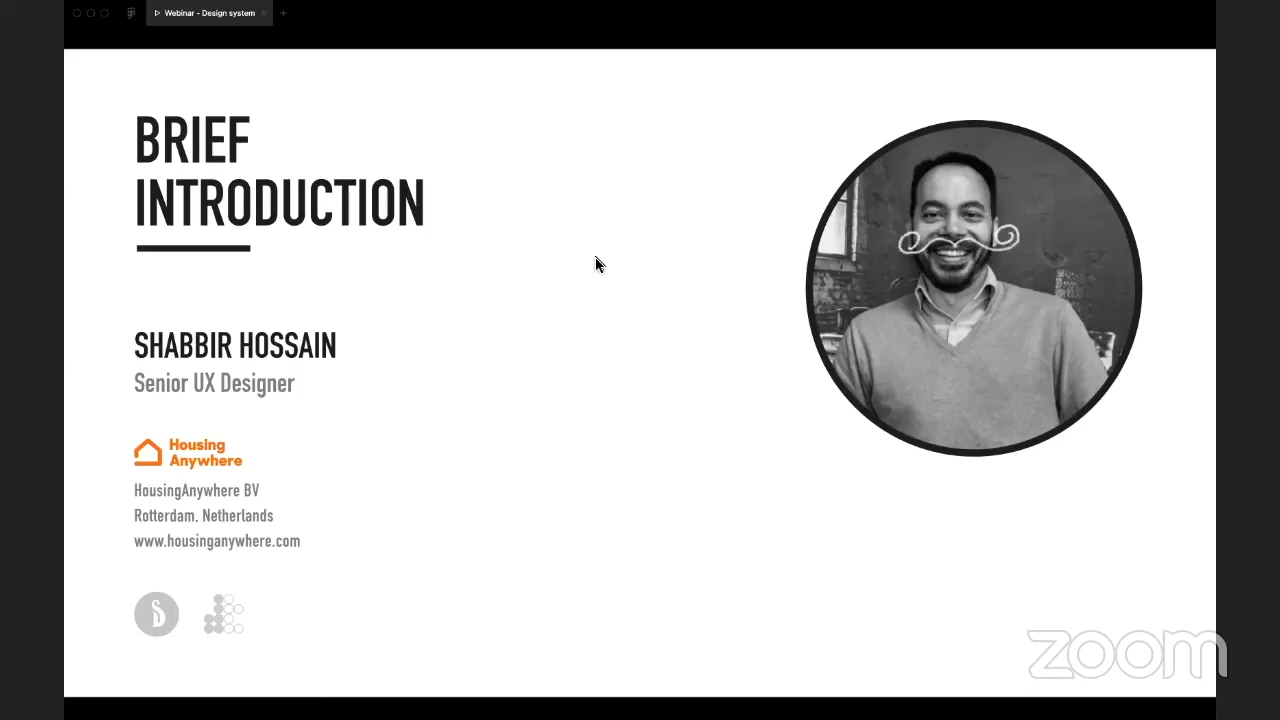 Webinar - Design system
BRIEF
INTRODUCTION
SHABBIR HOSSAIN
Senior UX Designer
Housing
Anywhere
HousingAnywhere BV
Rotterdam, Netherlands
www.housinganywhere.com
zoom